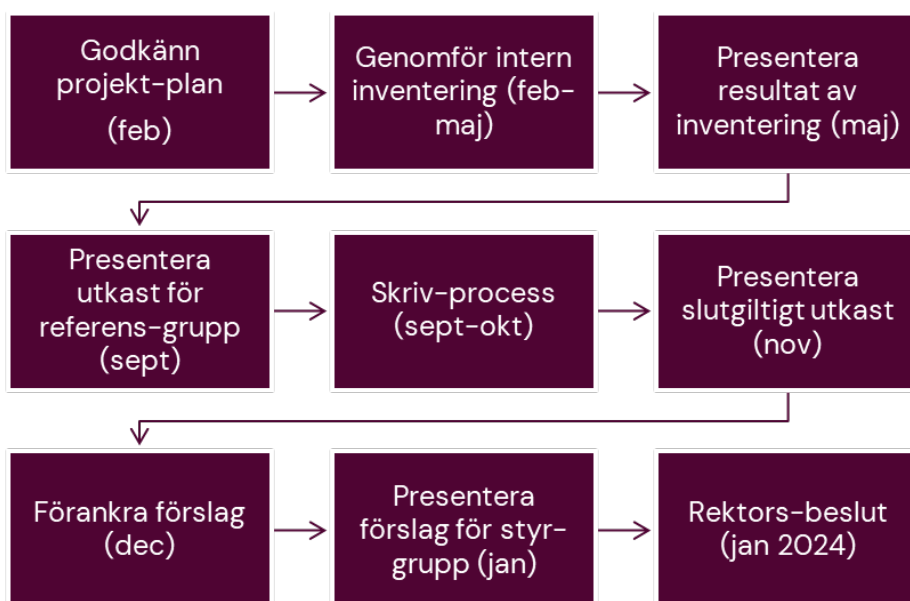 Godkänn
projekt-plan
(feb)
Genomför intern
inventering (feb-
maj)
Presentera
resultat av
inventering (maj)
Presentera
utkast för
referens-grupp
(sept)
Skriv-process
(sept-okt)
Presentera
slutgiltigt utkast
(nov)
Förankra förslag
(dec)
Presentera
förslag för styr-
grupp (jan)
Rektors-beslut
(jan 2024)